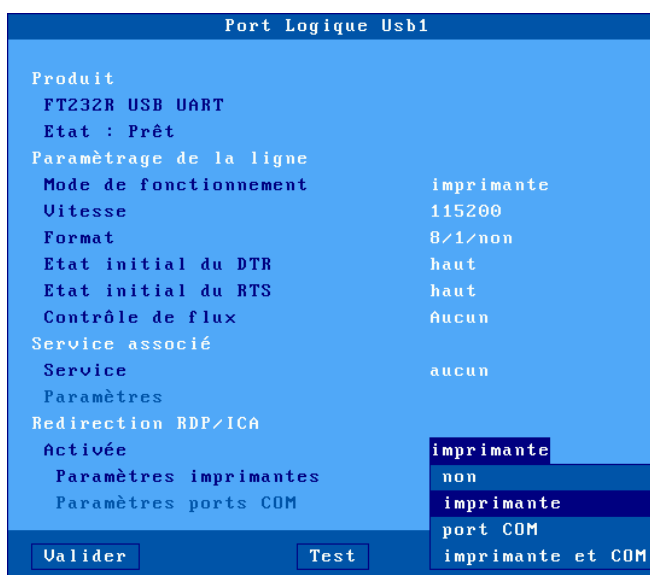 Port Logique Usb1
Produit
FT232R USB UART
Etat : Prêt
Paramètrage de la ligne
Mode de fonctionnement imprimante
Vitesse 115200
Format 8/1/non
Etat initial du DTR haut
Etat initial du RTS haut
Contrôle de flux Aucun
Service associé
Service aucun
Paramètres
Redirection RDP/ICA
Activée imprimante
Paramètres imprimantes non
Paramètres ports COM imprimante
port COM
Valider Test imprimante et COM